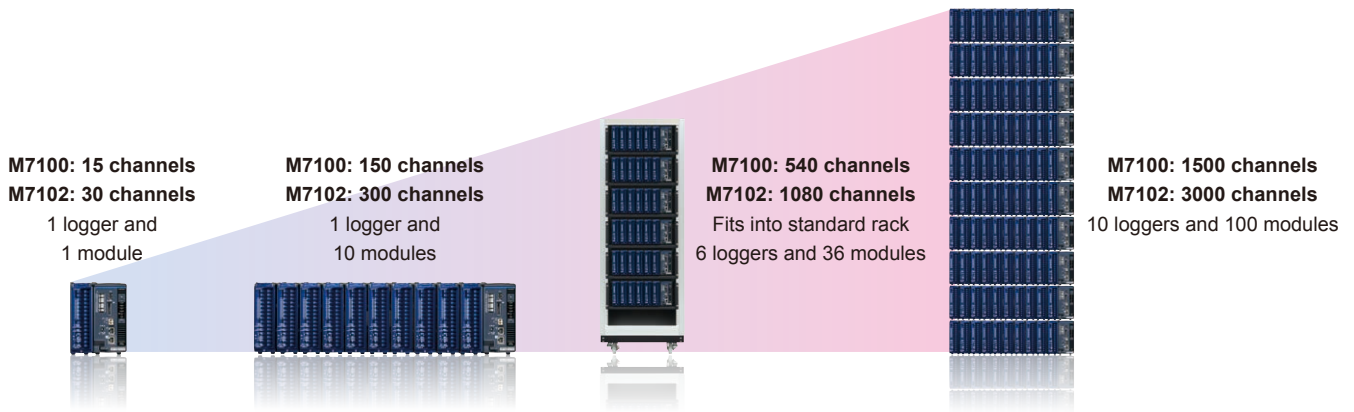 M7100: 15 channels
M7102: 30 channels
1 logger and
1 module
M7100: 150 channels
M7102: 300 channels
1 logger and
10 modules
M7100: 540 channels
M7102: 1080 channels
Fits into standard rack
6 loggers and 36 modules
M7100: 1500 channels
M7102: 3000 channels
10 loggers and 100 modules